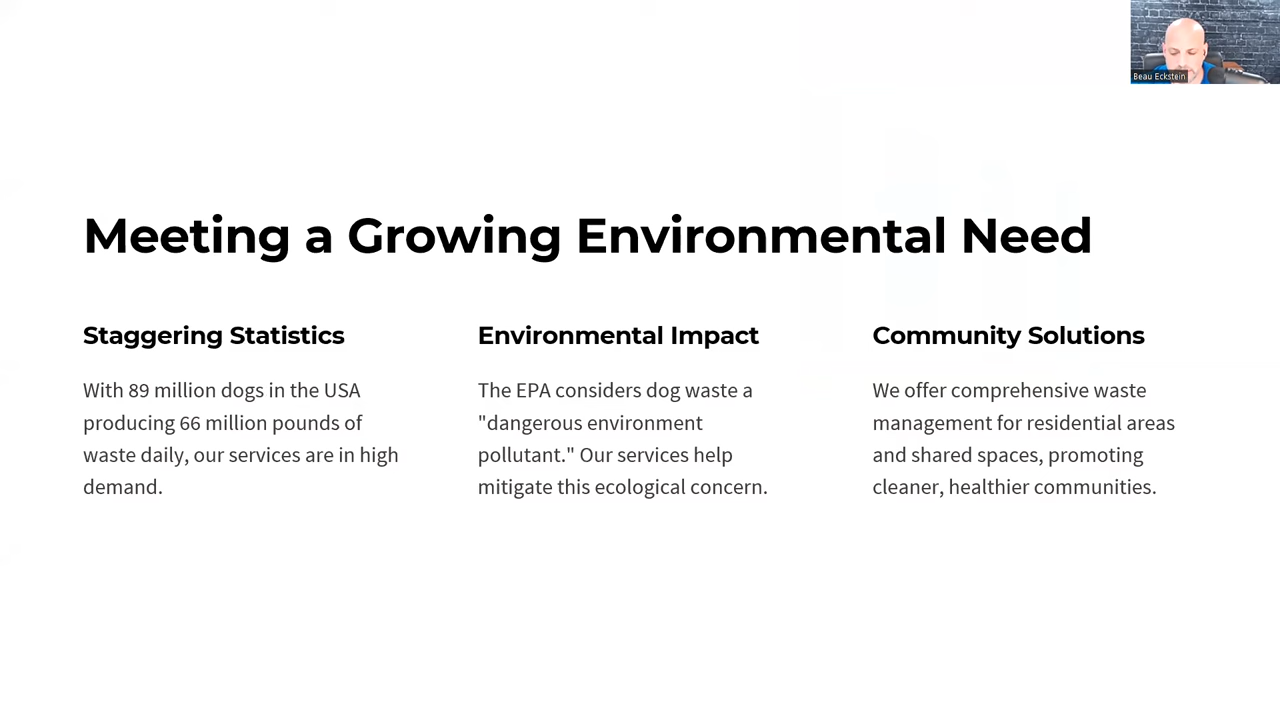 Beau Eckstein
Meeting a Growing Environmental Need
Staggering Statistics
With 89 million dogs in the USA
producing 66 million pounds of
waste daily, our services are in high
demand.
Environmental Impact
The EPA considers dog waste a
"dangerous environment
pollutant." Our services help
mitigate this ecological concern.
Community Solutions
We offer comprehensive waste
management for residential areas
and shared spaces, promoting
cleaner, healthier communities.